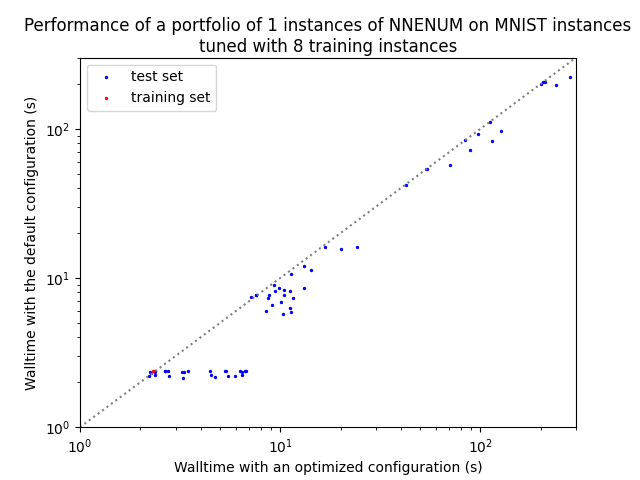 Performance of a portfolio of 1 instances of NNENUM on MNIST instances
tuned with 8 training instances
test set
training set
10²
10¹
10⁰
Walltime with the default configuration (s)
10⁰ 10¹ 10²
Walltime with an optimized configuration (s)